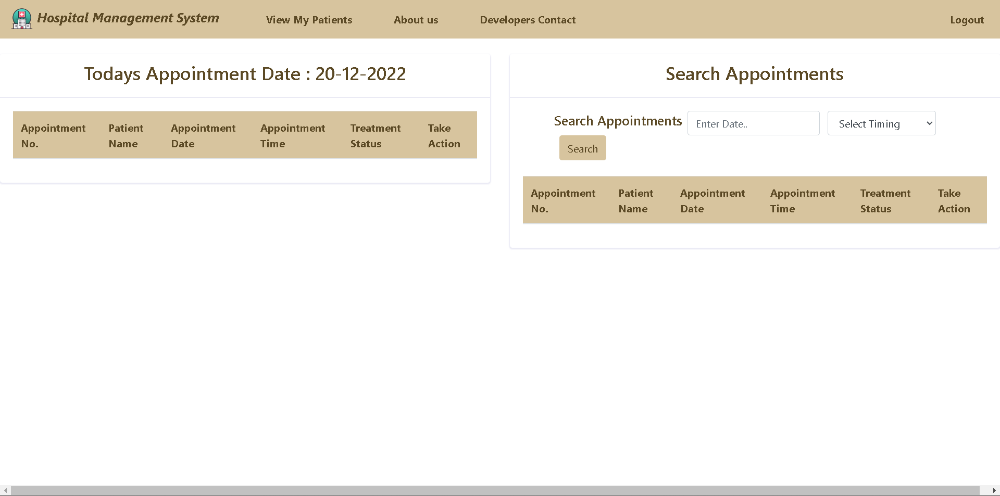 Hospital Management System
View My Patients
About us
Developers Contact
Logout
Todays Appointment Date : 20-12-2022
Appointment No.
Patient Name
Appointment Date
Appointment Time
Treatment Status
Take Action
Search Appointments
Search Appointments
Enter Date..
Select Timing
Search
Appointment No.
Patient Name
Appointment Date
Appointment Time
Treatment Status
Take Action